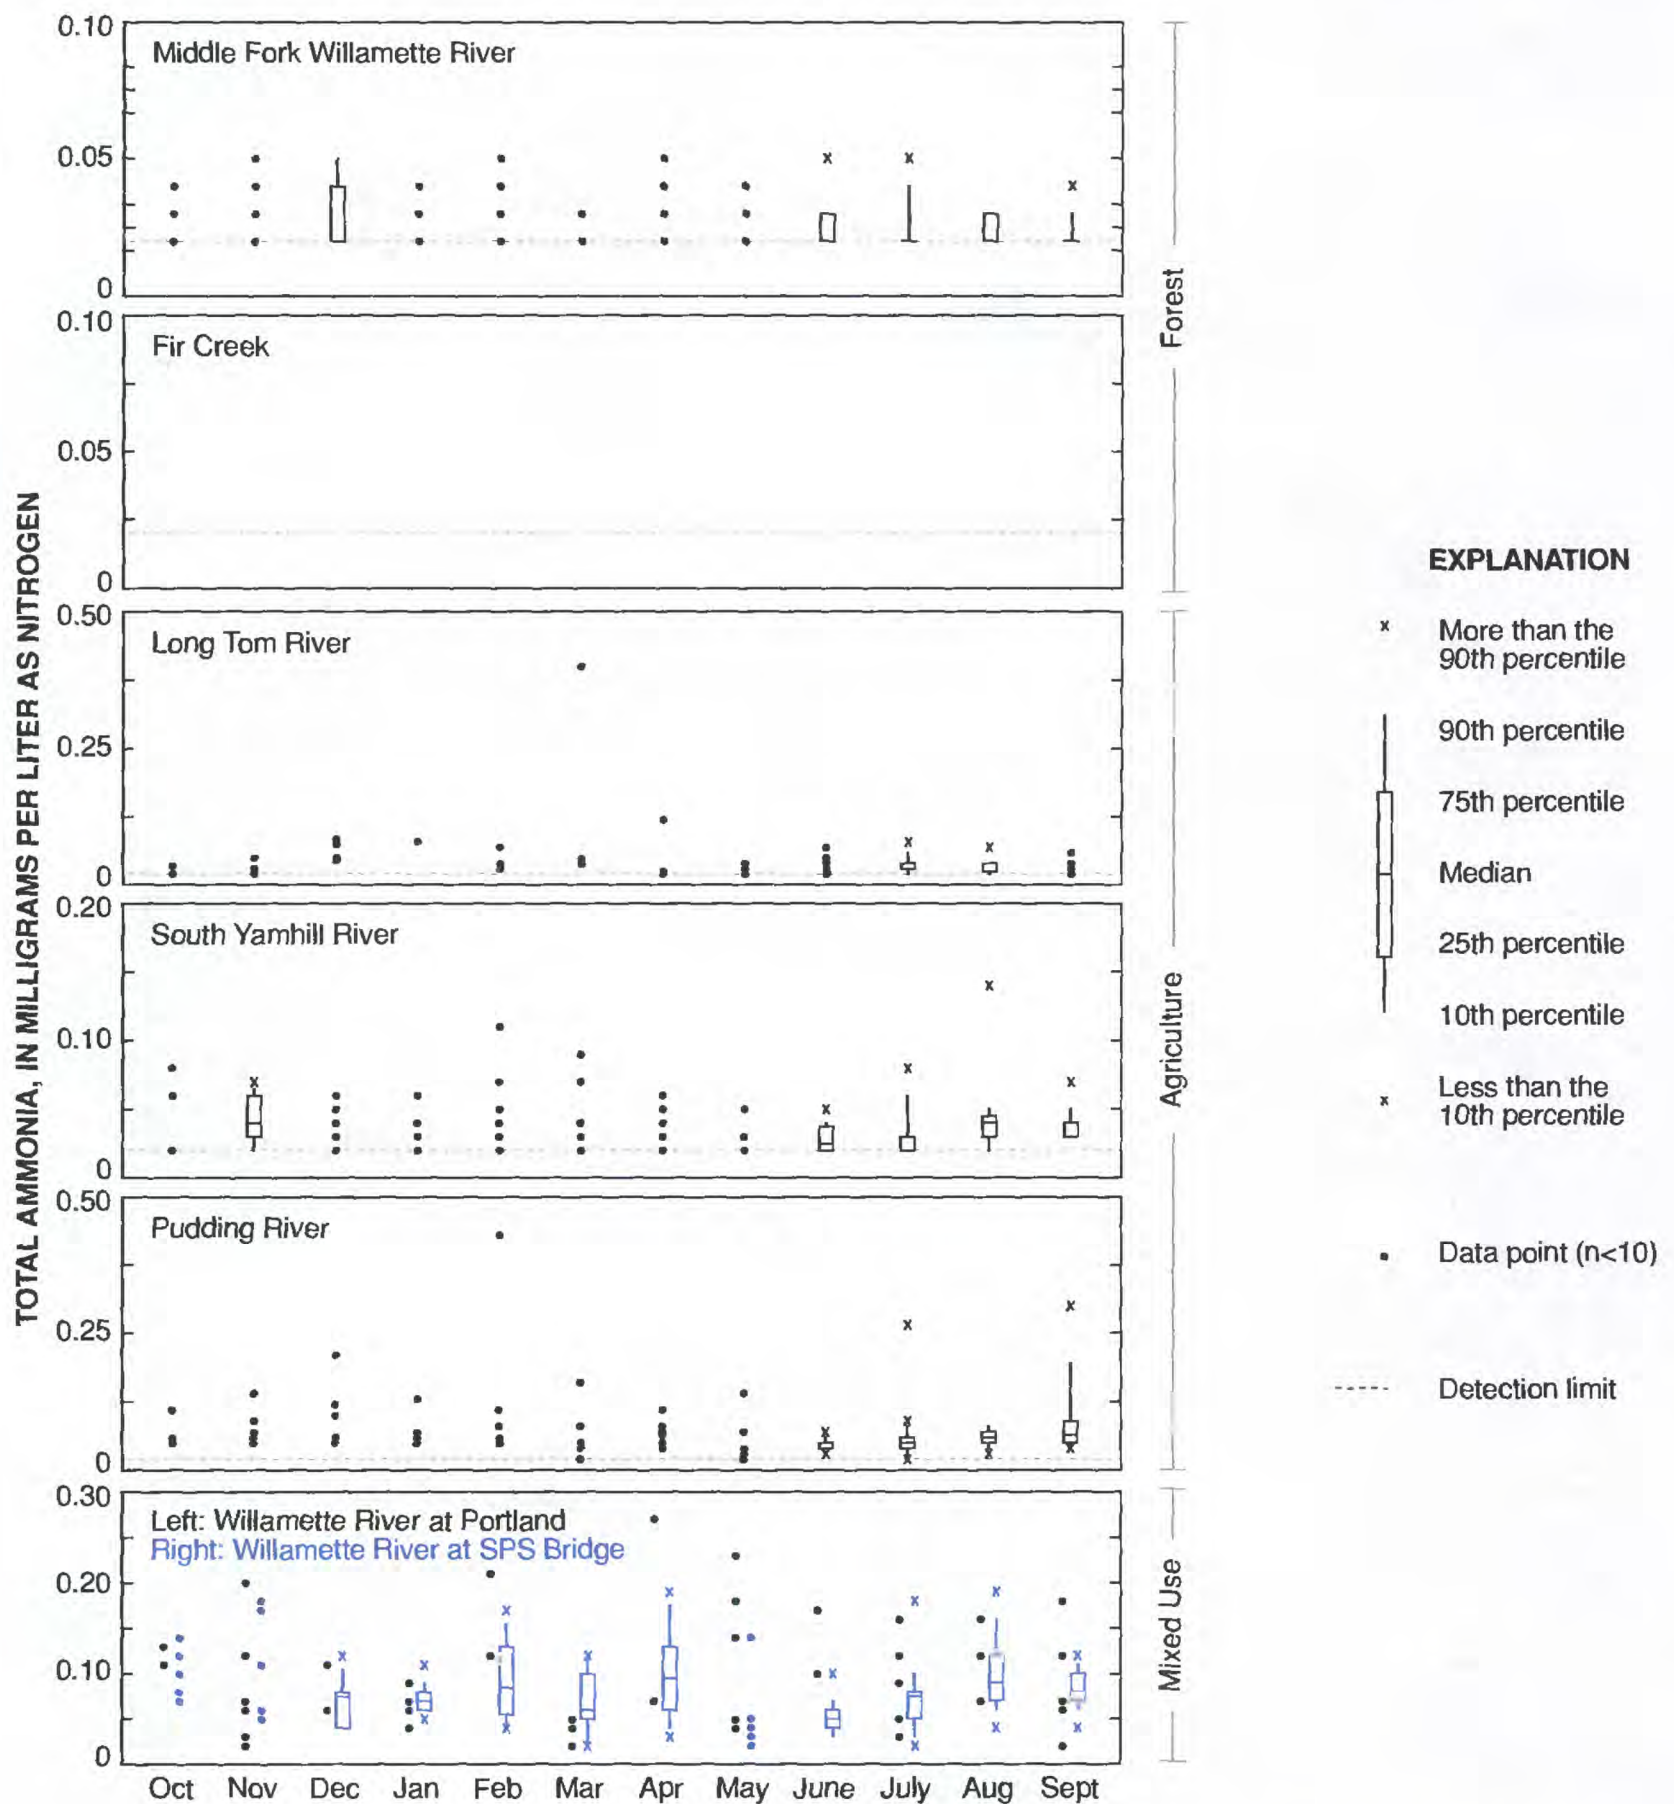 TOTAL AMMONIA, IN MILLIGRAMS PER LITER AS NITROGEN
0.10
Middle Fork Willamette River
0.05
0
0.10
Fir Creek
0.05
0
Forest
0.50
Long Tom River
0.25
0
0.20
South Yamhill River
0.10
0
0.50
Pudding River
0.25
0
Agriculture
0.30
Left: Willamette River at Portland
Right: Willamette River at SPS Bridge
0.20
0.10
0
Mixed Use
Oct Nov Dec Jan Feb Mar Apr May June July Aug Sept
EXPLANATION
x More than the
90th percentile
90th percentile
75th percentile
Median
25th percentile
10th percentile
x Less than the
10th percentile
Data point (n<10)
Detection limit